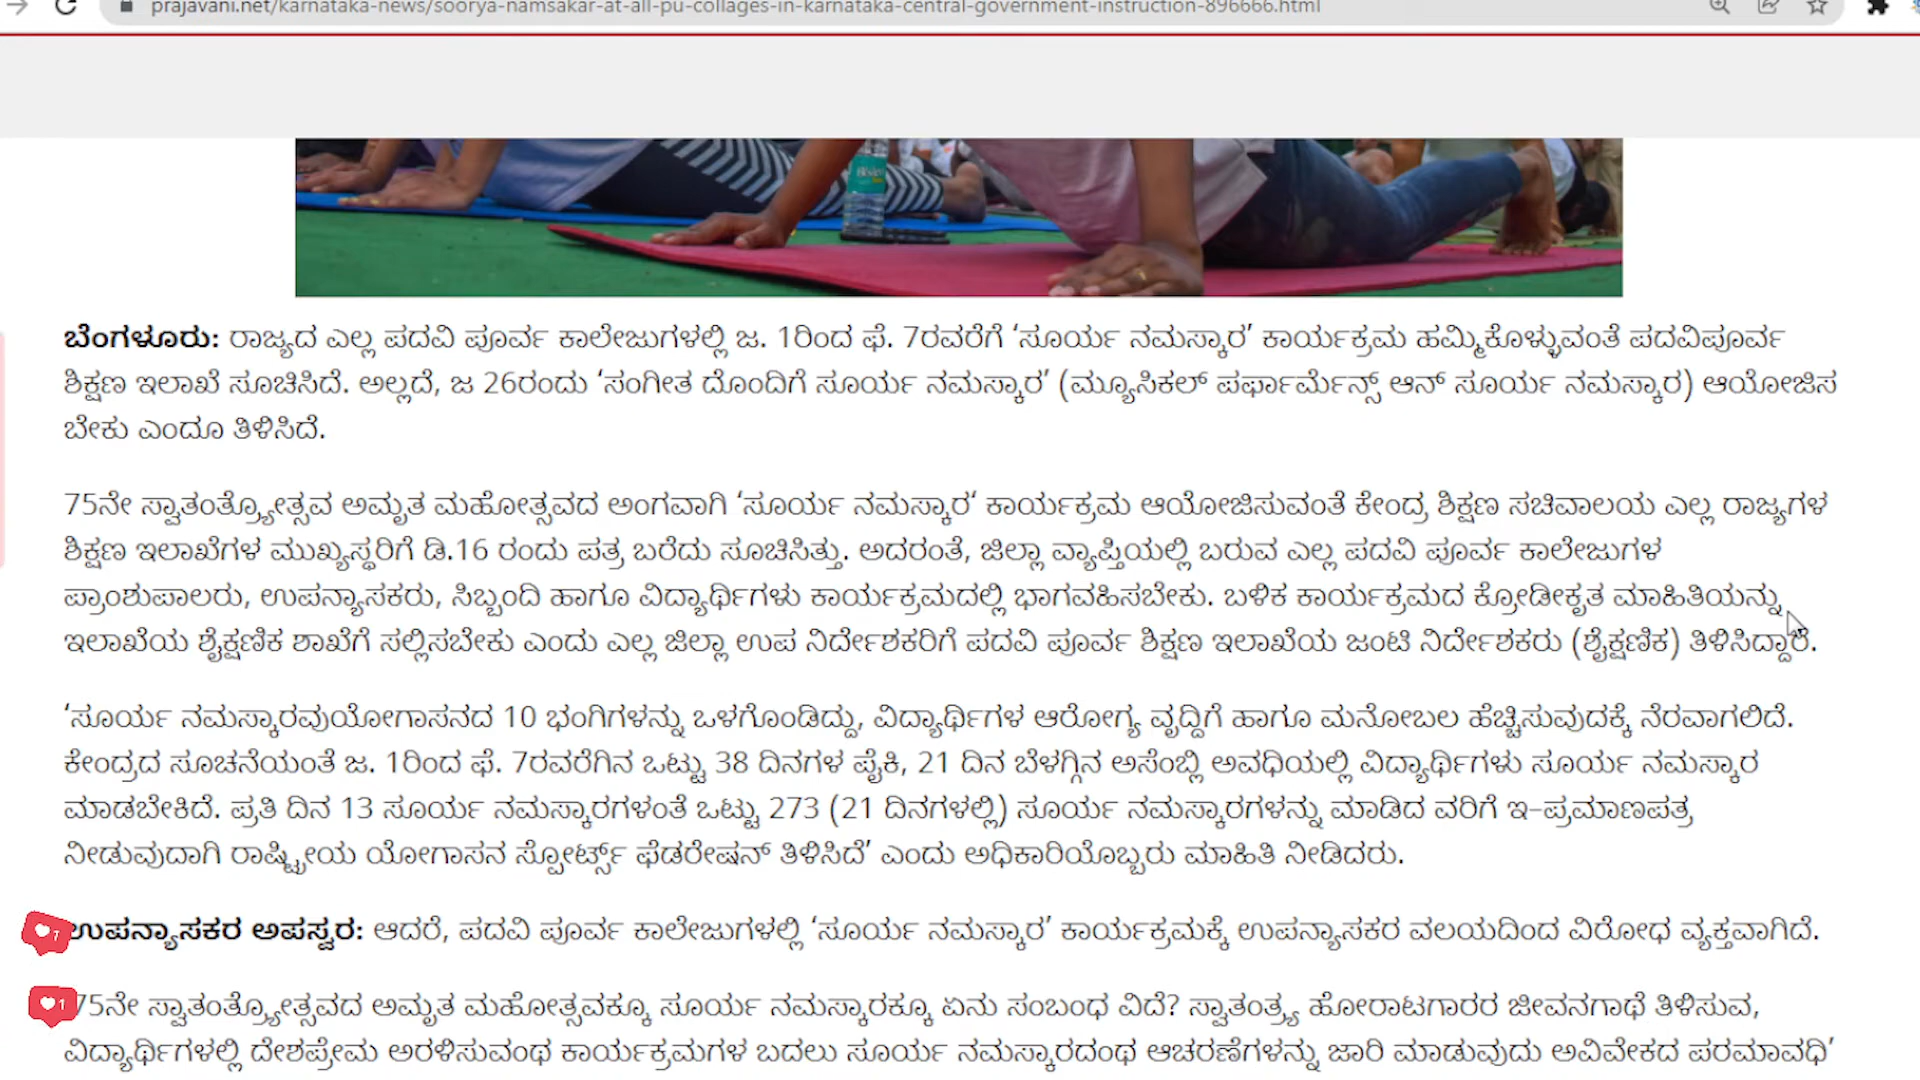 prajavani.net/karnataka-news/soorya-namsakar-at-all-pu-collages-in-karnataka-central-government-instruction-896666.html
ಬೆಂಗಳೂರು: ರಾಜ್ಯದ ಎಲ್ಲ ಪದವಿ ಪೂರ್ವ ಕಾಲೇಜುಗಳಲ್ಲಿ ಜ. 1ರಿಂದ ಫೆ. 7ರವರೆಗೆ ‘ಸೂರ್ಯ ನಮಸ್ಕಾರ’ ಕಾರ್ಯಕ್ರಮ ಹಮ್ಮಿಕೊಳ್ಳುವಂತೆ ಪದವಿಪೂರ್ವ
ಶಿಕ್ಷಣ ಇಲಾಖೆ ಸೂಚಿಸಿದೆ. ಅಲ್ಲದೆ, ಜ 26ರಂದು ‘ಸಂಗೀತ ದೊಂದಿಗೆ ಸೂರ್ಯ ನಮಸ್ಕಾರ’ (ಮ್ಯೂಸಿಕಲ್ ಪರ್ಫಾರ್ಮೆನ್ಸ್ ಆನ್ ಸೂರ್ಯ ನಮಸ್ಕಾರ) ಆಯೋಜಿಸ
ಬೇಕು ಎಂದೂ ತಿಳಿಸಿದೆ.
75ನೇ ಸ್ವಾತಂತ್ರ್ಯೋತ್ಸವ ಅಮೃತ ಮಹೋತ್ಸವದ ಅಂಗವಾಗಿ ‘ಸೂರ್ಯ ನಮಸ್ಕಾರ‘ ಕಾರ್ಯಕ್ರಮ ಆಯೋಜಿಸುವಂತೆ ಕೇಂದ್ರ ಶಿಕ್ಷಣ ಸಚಿವಾಲಯ ಎಲ್ಲ ರಾಜ್ಯಗಳ
ಶಿಕ್ಷಣ ಇಲಾಖೆಗಳ ಮುಖ್ಯಸ್ಥರಿಗೆ ಡಿ.16 ರಂದು ಪತ್ರ ಬರೆದು ಸೂಚಿಸಿತ್ತು. ಅದರಂತೆ, ಜಿಲ್ಲಾ ವ್ಯಾಪ್ತಿಯಲ್ಲಿ ಬರುವ ಎಲ್ಲ ಪದವಿ ಪೂರ್ವ ಕಾಲೇಜುಗಳ
ಪ್ರಾಂಶುಪಾಲರು, ಉಪನ್ಯಾಸಕರು, ಸಿಬ್ಬಂದಿ ಹಾಗೂ ವಿದ್ಯಾರ್ಥಿಗಳು ಕಾರ್ಯಕ್ರಮದಲ್ಲಿ ಭಾಗವಹಿಸಬೇಕು. ಬಳಿಕ ಕಾರ್ಯಕ್ರಮದ ಕ್ರೋಡೀಕೃತ ಮಾಹಿತಿಯನ್ನು
ಇಲಾಖೆಯ ಶೈಕ್ಷಣಿಕ ಶಾಖೆಗೆ ಸಲ್ಲಿಸಬೇಕು ಎಂದು ಎಲ್ಲ ಜಿಲ್ಲಾ ಉಪ ನಿರ್ದೇಶಕರಿಗೆ ಪದವಿ ಪೂರ್ವ ಶಿಕ್ಷಣ ಇಲಾಖೆಯ ಜಂಟಿ ನಿರ್ದೇಶಕರು (ಶೈಕ್ಷಣಿಕ) ತಿಳಿಸಿದ್ದಾರೆ.
‘ಸೂರ್ಯ ನಮಸ್ಕಾರವುಯೋಗಾಸನದ 10 ಭಂಗಿಗಳನ್ನು ಒಳಗೊಂಡಿದ್ದು, ವಿದ್ಯಾರ್ಥಿಗಳ ಆರೋಗ್ಯ ವೃದ್ದಿಗೆ ಹಾಗೂ ಮನೋಬಲ ಹೆಚ್ಚಿಸುವುದಕ್ಕೆ ನೆರವಾಗಲಿದೆ.
ಕೇಂದ್ರದ ಸೂಚನೆಯಂತೆ ಜ. 1ರಿಂದ ಫೆ. 7ರವರೆಗಿನ ಒಟ್ಟು 38 ದಿನಗಳ ಪೈಕಿ, 21 ದಿನ ಬೆಳಗ್ಗಿನ ಅಸೆಂಬ್ಲಿ ಅವಧಿಯಲ್ಲಿ ವಿದ್ಯಾರ್ಥಿಗಳು ಸೂರ್ಯ ನಮಸ್ಕಾರ
ಮಾಡಬೇಕಿದೆ. ಪ್ರತಿ ದಿನ 13 ಸೂರ್ಯ ನಮಸ್ಕಾರಗಳಂತೆ ಒಟ್ಟು 273 (21 ದಿನಗಳಲ್ಲಿ) ಸೂರ್ಯ ನಮಸ್ಕಾರಗಳನ್ನು ಮಾಡಿದ ವರಿಗೆ ಇ-ಪ್ರಮಾಣಪತ್ರ
ನೀಡುವುದಾಗಿ ರಾಷ್ಟ್ರೀಯ ಯೋಗಾಸನ ಸ್ಪೋರ್ಟ್ಸ್ ಫೆಡರೇಷನ್ ತಿಳಿಸಿದೆ’ ಎಂದು ಅಧಿಕಾರಿಯೊಬ್ಬರು ಮಾಹಿತಿ ನೀಡಿದರು.
ಉಪನ್ಯಾಸಕರ ಅಪಸ್ವರ: ಆದರೆ, ಪದವಿ ಪೂರ್ವ ಕಾಲೇಜುಗಳಲ್ಲಿ ‘ಸೂರ್ಯ ನಮಸ್ಕಾರ’ ಕಾರ್ಯಕ್ರಮಕ್ಕೆ ಉಪನ್ಯಾಸಕರ ವಲಯದಿಂದ ವಿರೋಧ ವ್ಯಕ್ತವಾಗಿದೆ.
75ನೇ ಸ್ವಾತಂತ್ರ್ಯೋತ್ಸವದ ಅಮೃತ ಮಹೋತ್ಸವಕ್ಕೂ ಸೂರ್ಯ ನಮಸ್ಕಾರಕ್ಕೂ ಏನು ಸಂಬಂಧ ವಿದೆ? ಸ್ವಾತಂತ್ರ್ಯ ಹೋರಾಟಗಾರರ ಜೀವನಗಾಥೆ ತಿಳಿಸುವ,
ವಿದ್ಯಾರ್ಥಿಗಳಲ್ಲಿ ದೇಶಪ್ರೇಮ ಅರಳಿಸುವಂಥ ಕಾರ್ಯಕ್ರಮಗಳ ಬದಲು ಸೂರ್ಯ ನಮಸ್ಕಾರದಂಥ ಆಚರಣೆಗಳನ್ನು ಜಾರಿ ಮಾಡುವುದು ಅವಿವೇಕದ ಪರಮಾವಧಿ’